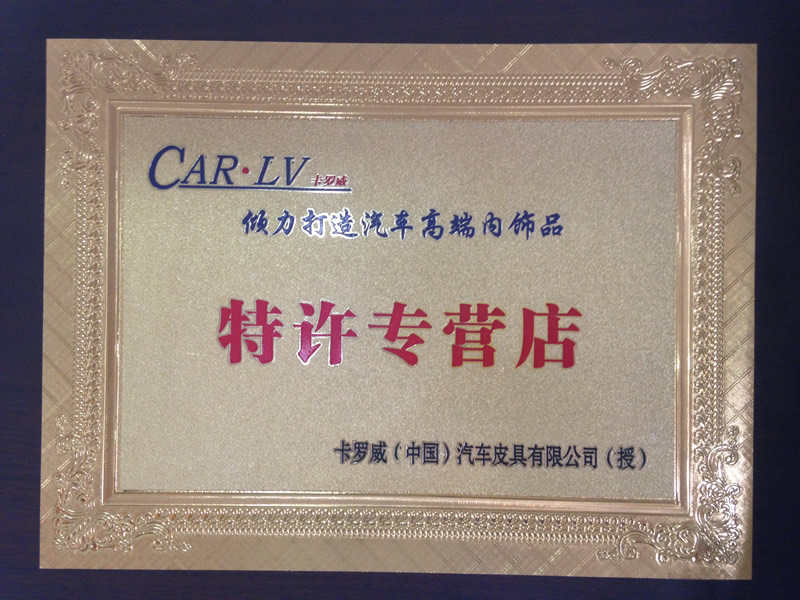 CAR·LV 卡罗威
倾力打造汽车高端内饰品
特许专营店
卡罗威(中国)汽车皮具有限公司(授)